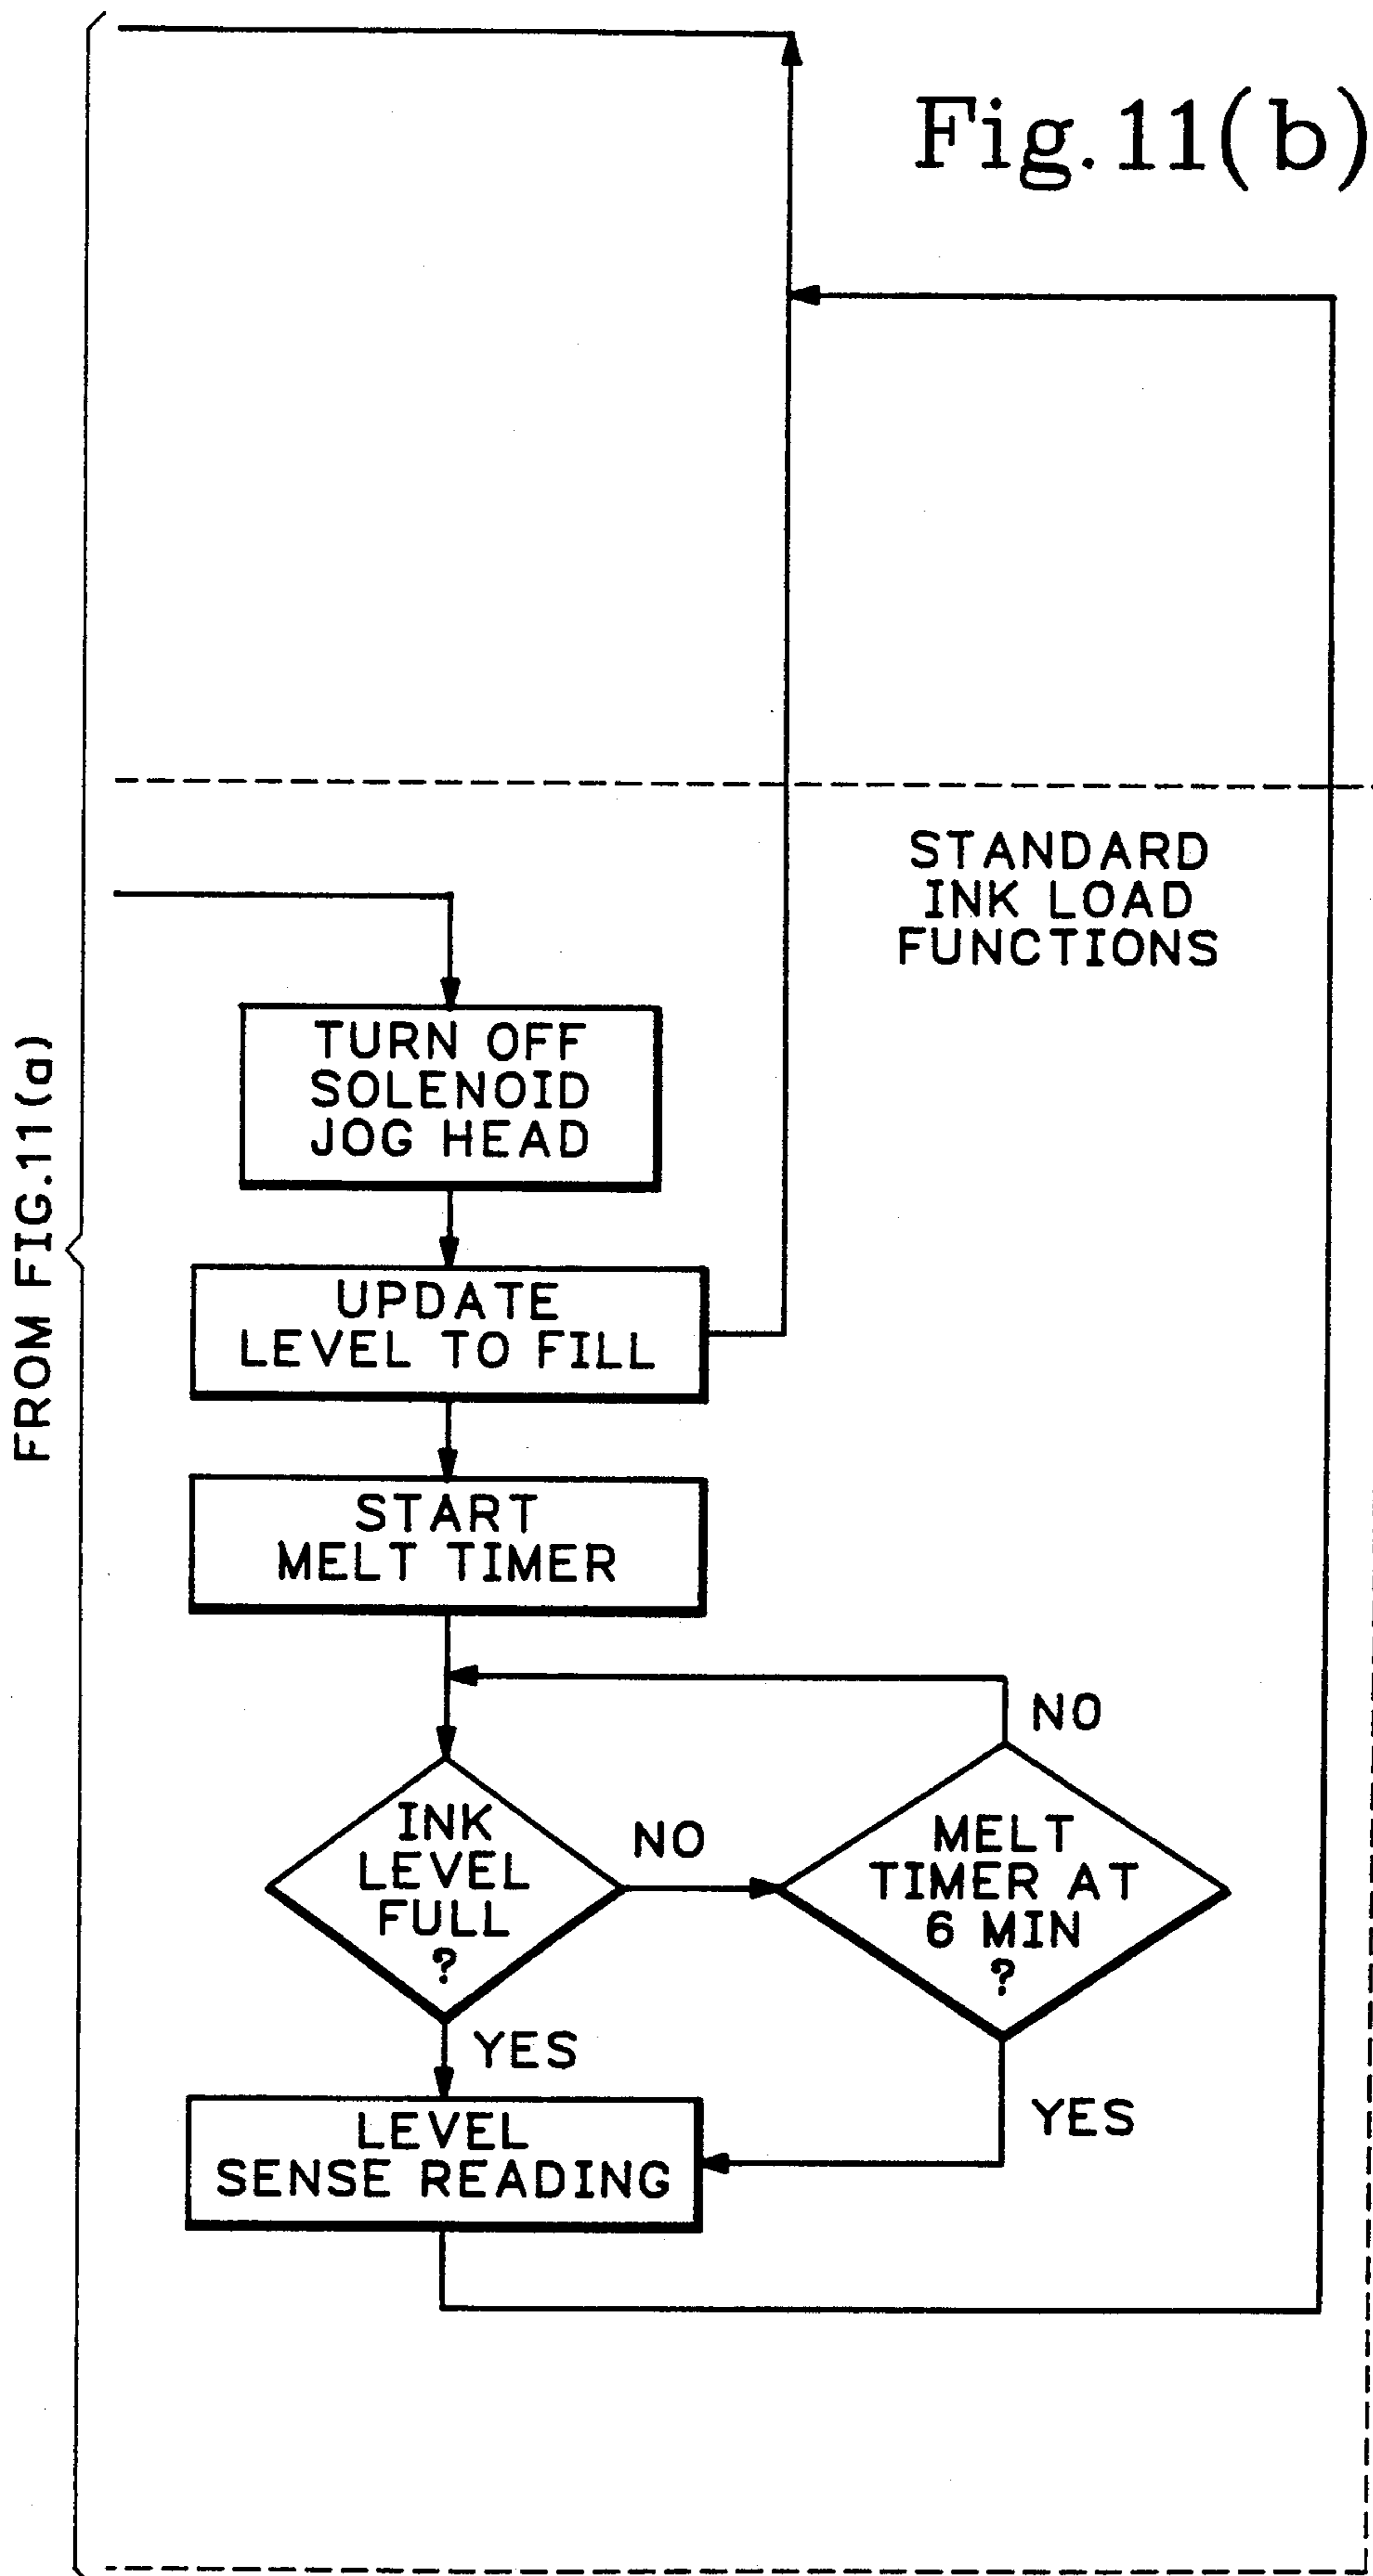 Fig.11(b)
STANDARD
INK LOAD
FUNCTIONS
FROM FIG.11(a)
TURN OFF
SOLENOID
JOG HEAD
UPDATE
LEVEL TO FILL
START
MELT TIMER
NO
INK
LEVEL
FULL
?
NO
MELT
TIMER AT
6 MIN
?
YES
YES
LEVEL
SENSE READING